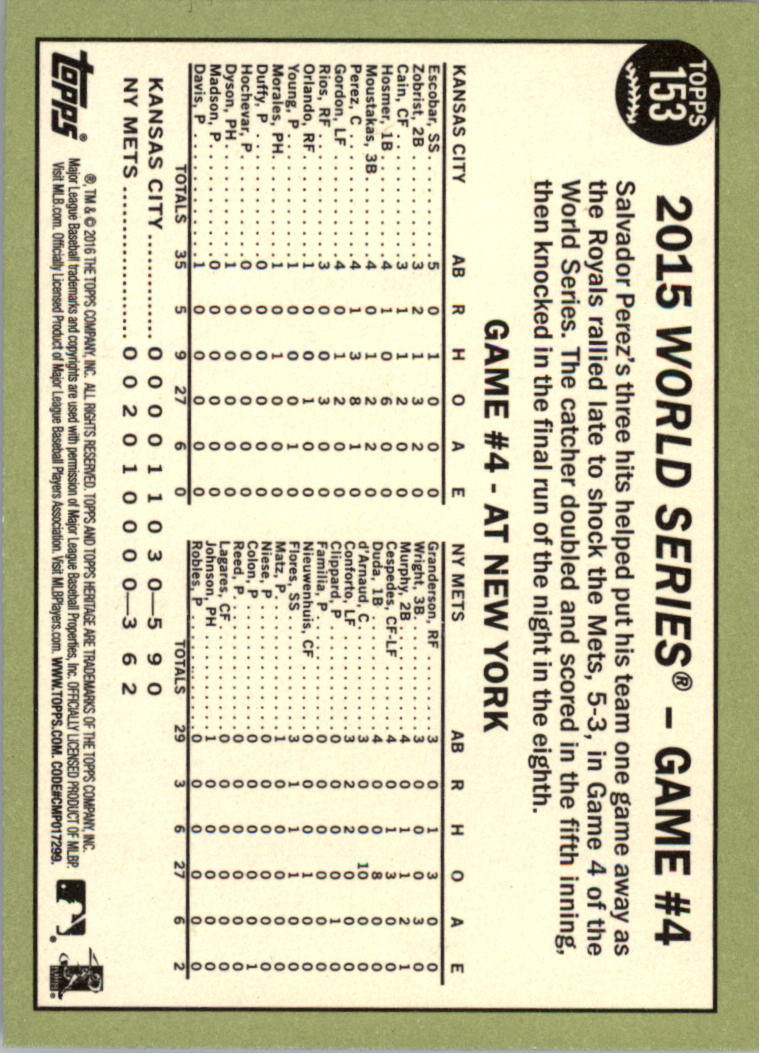 TOPPS
153
2015 WORLD SERIES® – GAME #4
Salvador Perez's three hits helped put his team one game away as
the Royals rallied late to shock the Mets, 5-3, in Game 4 of the
World Series. The catcher doubled and scored in the fifth inning,
then knocked in the final run of the night in the eighth.
GAME #4 - AT NEW YORK
KANSAS CITY AB R H O A E
Escobar, SS 5 0 1 0 0 0
Zobrist, 2B 3 2 1 3 2 0
Cain, CF 3 1 1 2 0 0
Hosmer, 1B 4 1 0 6 0 0
Moustakas, 3B 4 0 1 2 2 0
Perez, C 4 1 3 8 1 0
Gordon, LF 4 0 1 2 0 0
Rios, RF 3 0 0 3 0 0
Orlando, RF 1 0 0 1 0 0
Young, P 1 0 0 0 1 0
Morales, PH 1 0 1 0 0 0
Duffy, P 0 0 0 0 0 0
Hochevar, P 0 0 0 0 0 0
Dyson, PH 1 0 0 0 0 0
Madson, P 0 0 0 0 0 0
Davis, P 1 0 0 0 0 0
TOTALS 35 5 9 27 6 0
NY METS AB R H O A E
Granderson, RF 3 0 1 3 0 0
Wright, 3B 3 0 0 0 3 0
Murphy, 2B 4 0 1 1 2 1
Cespedes, CF-LF 4 0 1 3 0 0
Duda, 1B 4 0 1 8 0 0
d'Arnaud, C 3 0 0 10 0 0
Conforto, LF 3 2 2 0 0 0
Clippard, P 0 0 0 0 1 0
Familia, P 0 0 0 0 0 0
Nieuwenhuis, CF 0 0 0 1 0 0
Flores, SS 3 1 1 1 0 0
Matz, P 1 0 0 0 0 0
Niese, P 0 0 0 0 0 0
Colon, P 0 0 0 0 0 1
Reed, P 0 0 0 0 0 0
Lagares, CF 0 0 0 0 0 0
Johnson, PH 1 0 0 0 0 0
Robles, P 0 0 0 0 0 0
TOTALS 29 3 6 27 6 2
KANSAS CITY 0 0 0 0 1 1 0 3 0—5 9 0
NY METS 0 0 2 0 1 0 0 0 0—3 6 2
topps®
®, TM & © 2016 THE TOPPS COMPANY, INC. ALL RIGHTS RESERVED. TOPPS AND TOPPS HERITAGE ARE TRADEMARKS OF THE TOPPS COMPANY, INC.
Major League Baseball trademarks and copyrights are used with permission of Major League Baseball Properties, Inc. OFFICIALLY LICENSED PRODUCT OF MLBP.
Visit MLB.com. Officially Licensed Product of Major League Baseball Players Association. Visit MLBPlayers.com. WWW.TOPPS.COM. CODE#CMP017299.